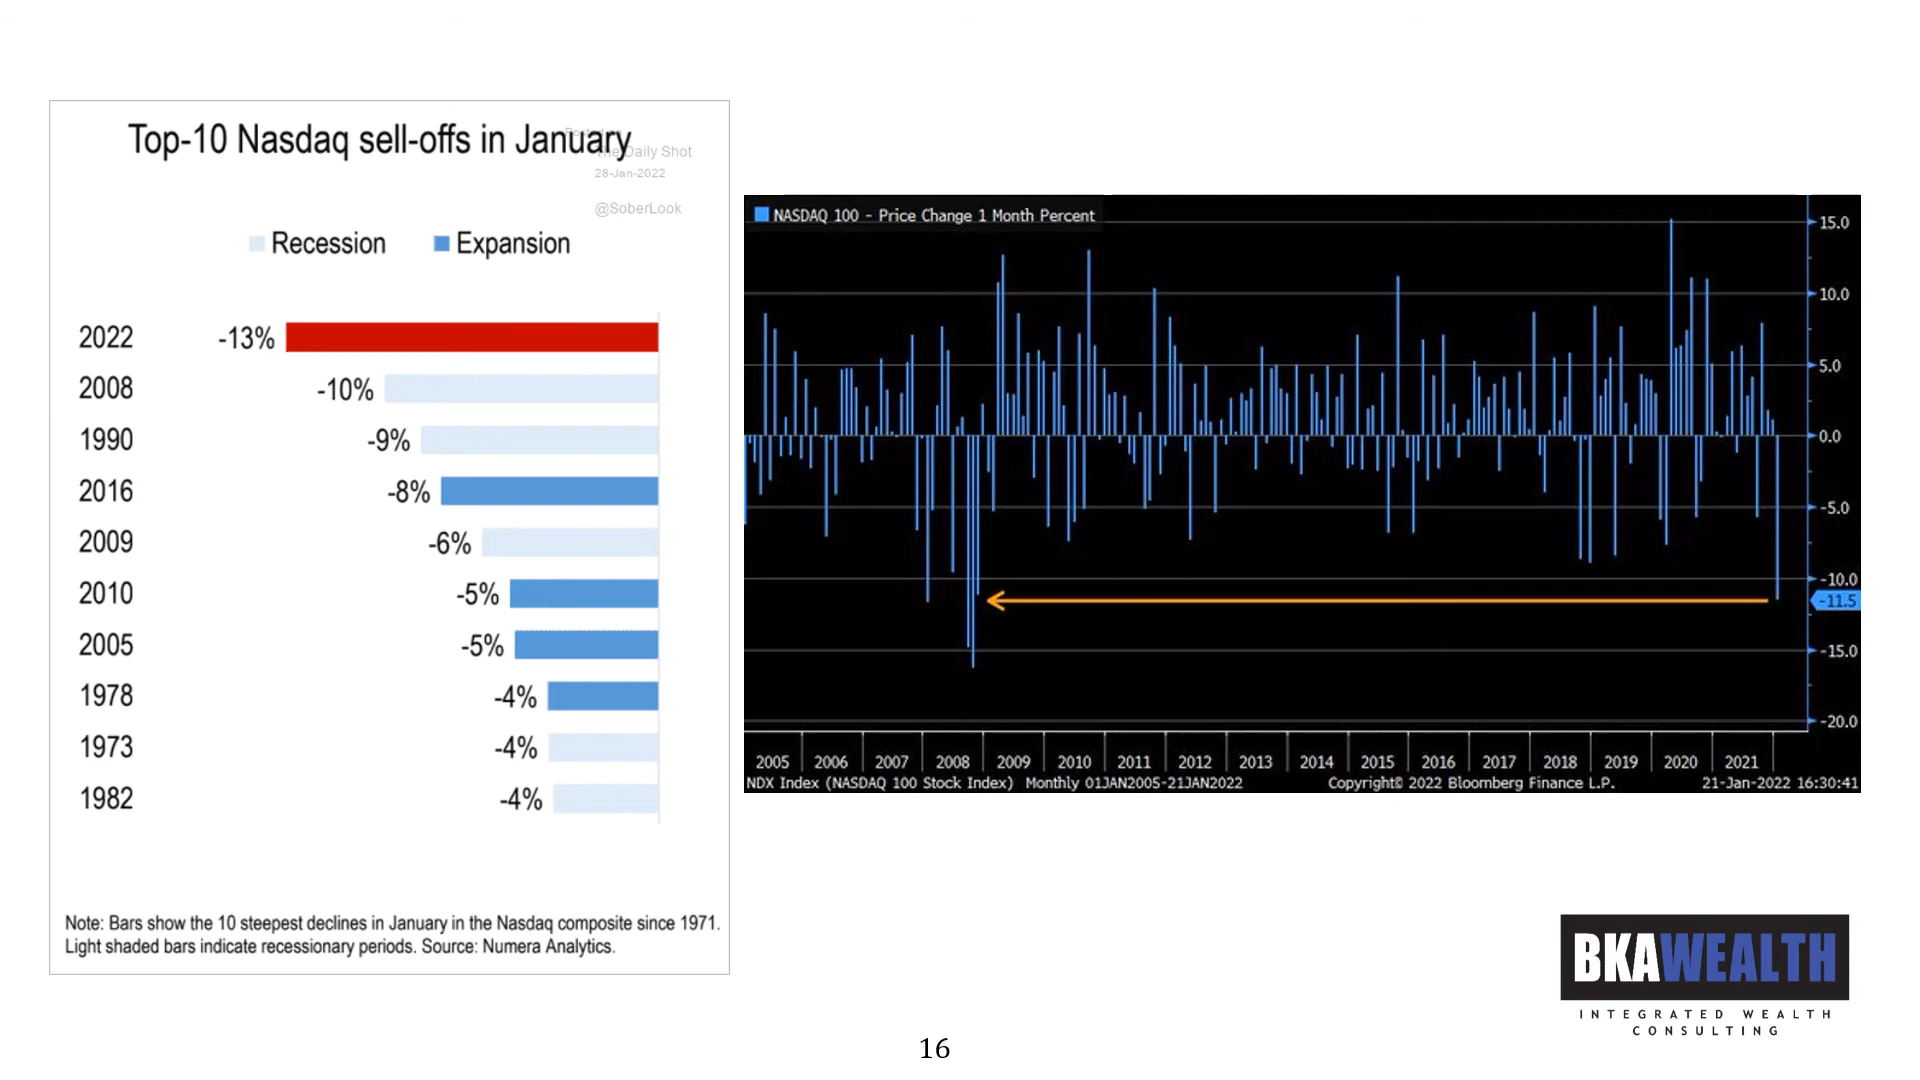 Top-10 Nasdaq sell-offs in January
Posted on
The Daily Shot
28-Jan-2022
@SoberLook
Recession Expansion
2022 -13%
2008 -10%
1990 -9%
2016 -8%
2009 -6%
2010 -5%
2005 -5%
1978 -4%
1973 -4%
1982 -4%
Note: Bars show the 10 steepest declines in January in the Nasdaq composite since 1971.
Light shaded bars indicate recessionary periods. Source: Numera Analytics.
NASDAQ 100 - Price Change 1 Month Percent
15.0
10.0
5.0
0.0
-5.0
-10.0
-11.5
-15.0
-20.0
2005 2006 2007 2008 2009 2010 2011 2012 2013 2014 2015 2016 2017 2018 2019 2020 2021
NDX Index (NASDAQ 100 Stock Index) Monthly 01JAN2005-21JAN2022 Copyright© 2022 Bloomberg Finance L.P. 21-Jan-2022 16:30:41
BKAWEALTH
INTEGRATED WEALTH
CONSULTING
16